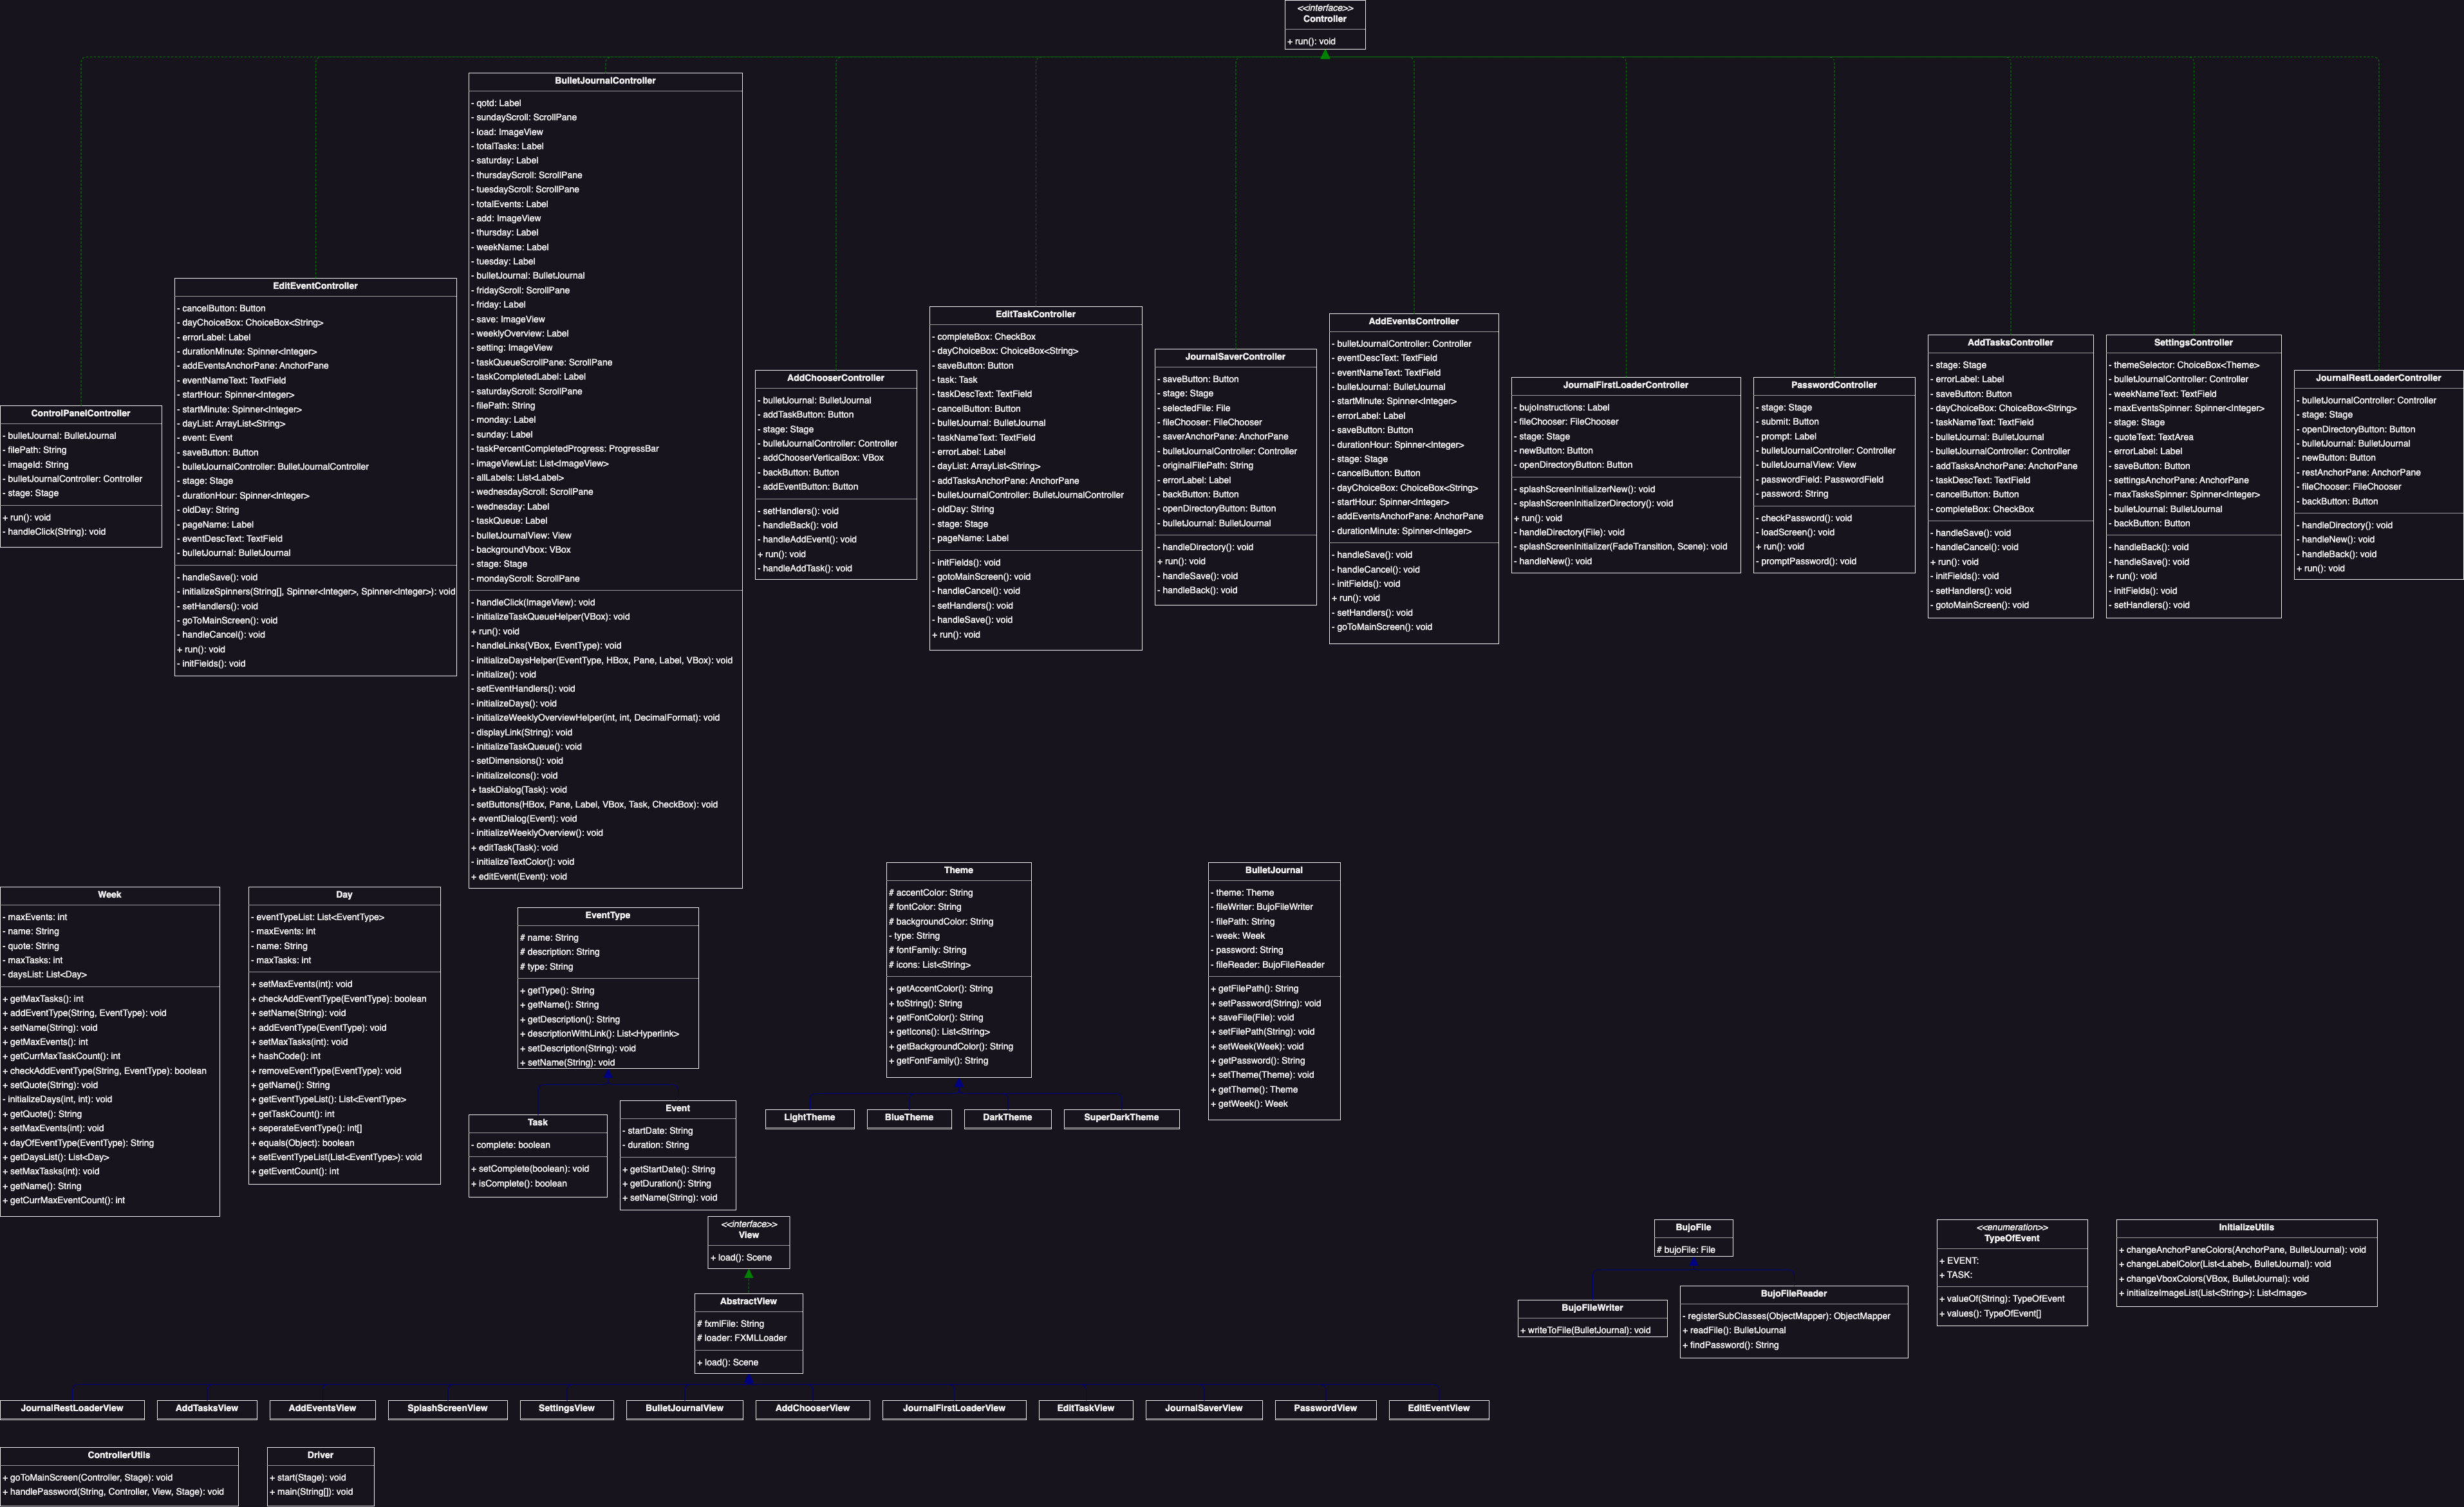 <<interface>>
Controller
+ run(): void
BulletJournalController
- qotd: Label
- sundayScroll: ScrollPane
- load: ImageView
- totalTasks: Label
- saturday: Label
- thursdayScroll: ScrollPane
- tuesdayScroll: ScrollPane
- totalEvents: Label
- add: ImageView
- thursday: Label
- weekName: Label
- tuesday: Label
- bulletJournal: BulletJournal
- fridayScroll: ScrollPane
- friday: Label
- save: ImageView
- weeklyOverview: Label
- setting: ImageView
- taskQueueScrollPane: ScrollPane
- taskCompletedLabel: Label
- saturdayScroll: ScrollPane
- filePath: String
- monday: Label
- sunday: Label
- taskPercentCompletedProgress: ProgressBar
- imageViewList: List<ImageView>
- allLabels: List<Label>
- wednesdayScroll: ScrollPane
- wednesday: Label
- taskQueue: Label
- bulletJournalView: View
- backgroundVbox: VBox
- stage: Stage
- mondayScroll: ScrollPane
- handleClick(ImageView): void
- initializeTaskQueueHelper(VBox): void
+ run(): void
- handleLinks(VBox, EventType): void
- initializeDaysHelper(EventType, HBox, Pane, Label, VBox): void
- initialize(): void
- setEventHandlers(): void
- initializeDays(): void
- initializeWeeklyOverviewHelper(int, int, DecimalFormat): void
- displayLink(String): void
- initializeTaskQueue(): void
- setDimensions(): void
- initializeIcons(): void
+ taskDialog(Task): void
- setButtons(HBox, Pane, Label, VBox, Task, CheckBox): void
+ eventDialog(Event): void
- initializeWeeklyOverview(): void
+ editTask(Task): void
- initializeTextColor(): void
+ editEvent(Event): void
EditEventController
- cancelButton: Button
- dayChoiceBox: ChoiceBox<String>
- errorLabel: Label
- durationMinute: Spinner<Integer>
- addEventsAnchorPane: AnchorPane
- eventNameText: TextField
- startHour: Spinner<Integer>
- startMinute: Spinner<Integer>
- dayList: ArrayList<String>
- event: Event
- saveButton: Button
- bulletJournalController: BulletJournalController
- stage: Stage
- durationHour: Spinner<Integer>
- oldDay: String
- pageName: Label
- eventDescText: TextField
- bulletJournal: BulletJournal
- handleSave(): void
- initializeSpinners(String[], Spinner<Integer>, Spinner<Integer>): void
- setHandlers(): void
- goToMainScreen(): void
- handleCancel(): void
+ run(): void
- initFields(): void
ControlPanelController
- bulletJournal: BulletJournal
- filePath: String
- imageId: String
- bulletJournalController: Controller
- stage: Stage
+ run(): void
- handleClick(String): void
AddChooserController
- bulletJournal: BulletJournal
- addTaskButton: Button
- stage: Stage
- bulletJournalController: Controller
- addChooserVerticalBox: VBox
- backButton: Button
- addEventButton: Button
- setHandlers(): void
- handleBack(): void
- handleAddEvent(): void
+ run(): void
- handleAddTask(): void
EditTaskController
- completeBox: CheckBox
- dayChoiceBox: ChoiceBox<String>
- saveButton: Button
- task: Task
- taskDescText: TextField
- cancelButton: Button
- bulletJournal: BulletJournal
- taskNameText: TextField
- errorLabel: Label
- dayList: ArrayList<String>
- addTasksAnchorPane: AnchorPane
- bulletJournalController: BulletJournalController
- oldDay: String
- stage: Stage
- pageName: Label
- initFields(): void
- gotoMainScreen(): void
- handleCancel(): void
- setHandlers(): void
- handleSave(): void
+ run(): void
JournalSaverController
- saveButton: Button
- stage: Stage
- selectedFile: File
- fileChooser: FileChooser
- saverAnchorPane: AnchorPane
- bulletJournalController: Controller
- originalFilePath: String
- errorLabel: Label
- backButton: Button
- openDirectoryButton: Button
- bulletJournal: BulletJournal
- handleDirectory(): void
+ run(): void
- handleSave(): void
- handleBack(): void
AddEventsController
- bulletJournalController: Controller
- eventDescText: TextField
- eventNameText: TextField
- bulletJournal: BulletJournal
- startMinute: Spinner<Integer>
- errorLabel: Label
- saveButton: Button
- durationHour: Spinner<Integer>
- stage: Stage
- cancelButton: Button
- dayChoiceBox: ChoiceBox<String>
- startHour: Spinner<Integer>
- addEventsAnchorPane: AnchorPane
- durationMinute: Spinner<Integer>
- handleSave(): void
- handleCancel(): void
- initFields(): void
+ run(): void
- setHandlers(): void
- goToMainScreen(): void
JournalFirstLoaderController
- bujoInstructions: Label
- fileChooser: FileChooser
- stage: Stage
- newButton: Button
- openDirectoryButton: Button
- splashScreenInitializerNew(): void
- splashScreenInitializerDirectory(): void
+ run(): void
- handleDirectory(File): void
- splashScreenInitializer(FadeTransition, Scene): void
- handleNew(): void
PasswordController
- stage: Stage
- submit: Button
- prompt: Label
- bulletJournalController: Controller
- bulletJournalView: View
- passwordField: PasswordField
- password: String
- checkPassword(): void
- loadScreen(): void
+ run(): void
- promptPassword(): void
AddTasksController
- stage: Stage
- errorLabel: Label
- saveButton: Button
- dayChoiceBox: ChoiceBox<String>
- taskNameText: TextField
- bulletJournal: BulletJournal
- bulletJournalController: Controller
- addTasksAnchorPane: AnchorPane
- taskDescText: TextField
- cancelButton: Button
- completeBox: CheckBox
- handleSave(): void
- handleCancel(): void
+ run(): void
- initFields(): void
- setHandlers(): void
- gotoMainScreen(): void
SettingsController
- themeSelector: ChoiceBox<Theme>
- bulletJournalController: Controller
- weekNameText: TextField
- maxEventsSpinner: Spinner<Integer>
- stage: Stage
- quoteText: TextArea
- errorLabel: Label
- saveButton: Button
- settingsAnchorPane: AnchorPane
- maxTasksSpinner: Spinner<Integer>
- bulletJournal: BulletJournal
- backButton: Button
- handleBack(): void
- handleSave(): void
+ run(): void
- initFields(): void
- setHandlers(): void
JournalRestLoaderController
- bulletJournalController: Controller
- stage: Stage
- openDirectoryButton: Button
- bulletJournal: BulletJournal
- newButton: Button
- restAnchorPane: AnchorPane
- fileChooser: FileChooser
- backButton: Button
- handleDirectory(): void
- handleNew(): void
- handleBack(): void
+ run(): void
Week
- maxEvents: int
- name: String
- quote: String
- maxTasks: int
- daysList: List<Day>
+ getMaxTasks(): int
+ addEventType(String, EventType): void
+ setName(String): void
+ getMaxEvents(): int
+ getCurrMaxTaskCount(): int
+ checkAddEventType(String, EventType): boolean
+ setQuote(String): void
- initializeDays(int, int): void
+ getQuote(): String
+ setMaxEvents(int): void
+ dayOfEventType(EventType): String
+ getDaysList(): List<Day>
+ setMaxTasks(int): void
+ getName(): String
+ getCurrMaxEventCount(): int
Day
- eventTypeList: List<EventType>
- maxEvents: int
- name: String
- maxTasks: int
+ setMaxEvents(int): void
+ checkAddEventType(EventType): boolean
+ setName(String): void
+ addEventType(EventType): void
+ setMaxTasks(int): void
+ hashCode(): int
+ removeEventType(EventType): void
+ getName(): String
+ getEventTypeList(): List<EventType>
+ getTaskCount(): int
+ seperateEventType(): int[]
+ equals(Object): boolean
+ setEventTypeList(List<EventType>): void
+ getEventCount(): int
EventType
# name: String
# description: String
# type: String
+ getType(): String
+ getName(): String
+ getDescription(): String
+ descriptionWithLink(): List<Hyperlink>
+ setDescription(String): void
+ setName(String): void
Task
- complete: boolean
+ setComplete(boolean): void
+ isComplete(): boolean
Event
- startDate: String
- duration: String
+ getStartDate(): String
+ getDuration(): String
+ setName(String): void
Theme
# accentColor: String
# fontColor: String
# backgroundColor: String
- type: String
# fontFamily: String
# icons: List<String>
+ getAccentColor(): String
+ toString(): String
+ getFontColor(): String
+ getIcons(): List<String>
+ getBackgroundColor(): String
+ getFontFamily(): String
LightTheme
BlueTheme
DarkTheme
SuperDarkTheme
BulletJournal
- theme: Theme
- fileWriter: BujoFileWriter
- filePath: String
- week: Week
- password: String
- fileReader: BujoFileReader
+ getFilePath(): String
+ setPassword(String): void
+ saveFile(File): void
+ setFilePath(String): void
+ setWeek(Week): void
+ getPassword(): String
+ setTheme(Theme): void
+ getTheme(): Theme
+ getWeek(): Week
<<interface>>
View
+ load(): Scene
AbstractView
# fxmlFile: String
# loader: FXMLLoader
+ load(): Scene
BujoFile
# bujoFile: File
BujoFileWriter
+ writeToFile(BulletJournal): void
BujoFileReader
- registerSubClasses(ObjectMapper): ObjectMapper
+ readFile(): BulletJournal
+ findPassword(): String
<<enumeration>>
TypeOfEvent
+ EVENT:
+ TASK:
+ valueOf(String): TypeOfEvent
+ values(): TypeOfEvent[]
InitializeUtils
+ changeAnchorPaneColors(AnchorPane, BulletJournal): void
+ changeLabelColor(List<Label>, BulletJournal): void
+ changeVboxColors(VBox, BulletJournal): void
+ initializeImageList(List<String>): List<Image>
JournalRestLoaderView
AddTasksView
AddEventsView
SplashScreenView
SettingsView
BulletJournalView
AddChooserView
JournalFirstLoaderView
EditTaskView
JournalSaverView
PasswordView
EditEventView
ControllerUtils
+ goToMainScreen(Controller, Stage): void
+ handlePassword(String, Controller, View, Stage): void
Driver
+ start(Stage): void
+ main(String[]): void